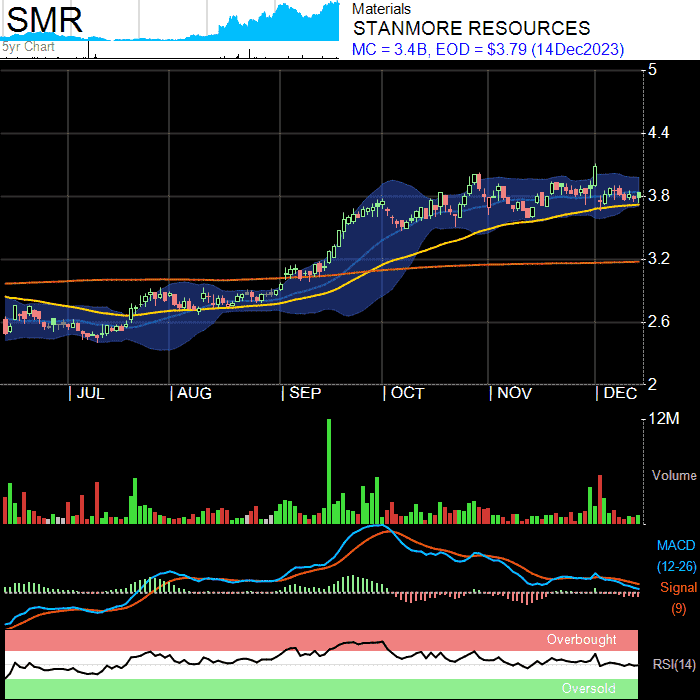 SMR
5yr Chart
Materials
STANMORE RESOURCES
MC = 3.4B, EOD = $3.79 (14Dec2023)
5
4.4
3.8
3.2
2.6
2
JUL AUG SEP OCT NOV DEC
12M
Volume
MACD
(12-26)
Signal
(9)
Overbought
RSI(14)
Oversold